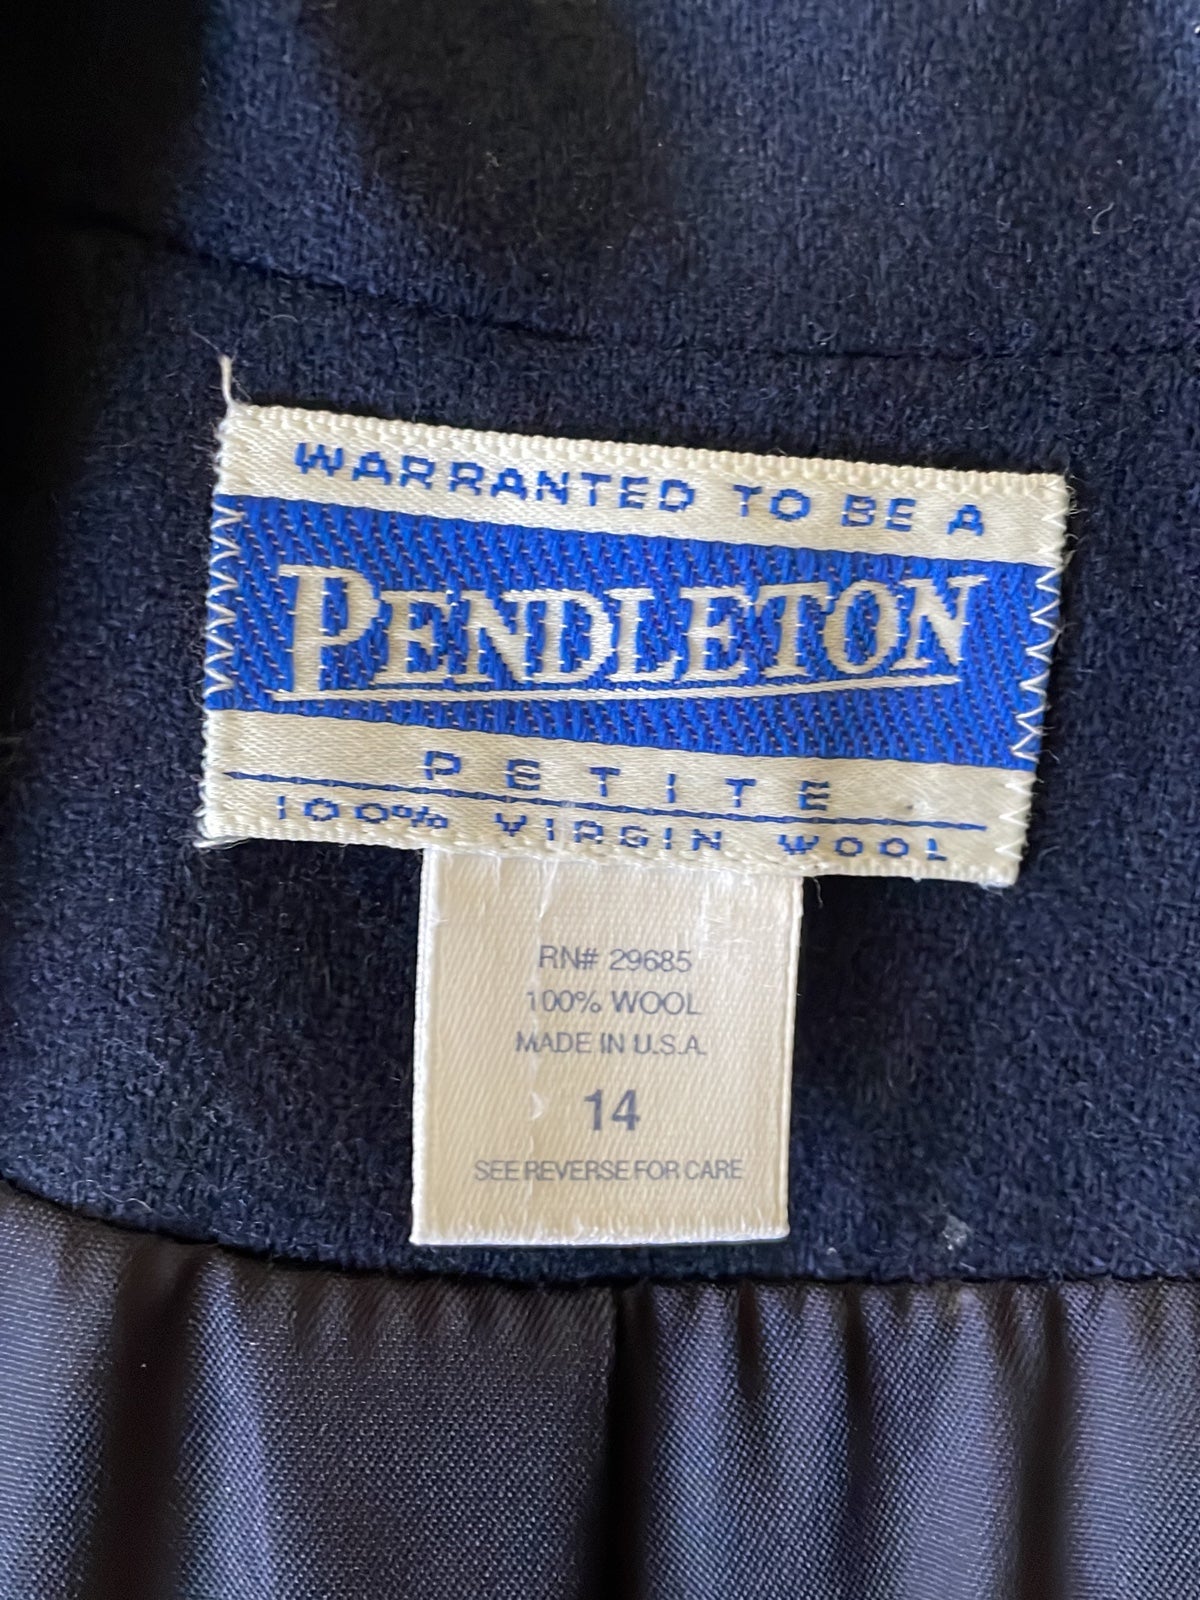 WARRANTED TO BE A
PENDLETON
PETITE
100% VIRGIN WOOL
RN# 29685
100% WOOL
MADE IN U.S.A.
14
SEE REVERSE FOR CARE